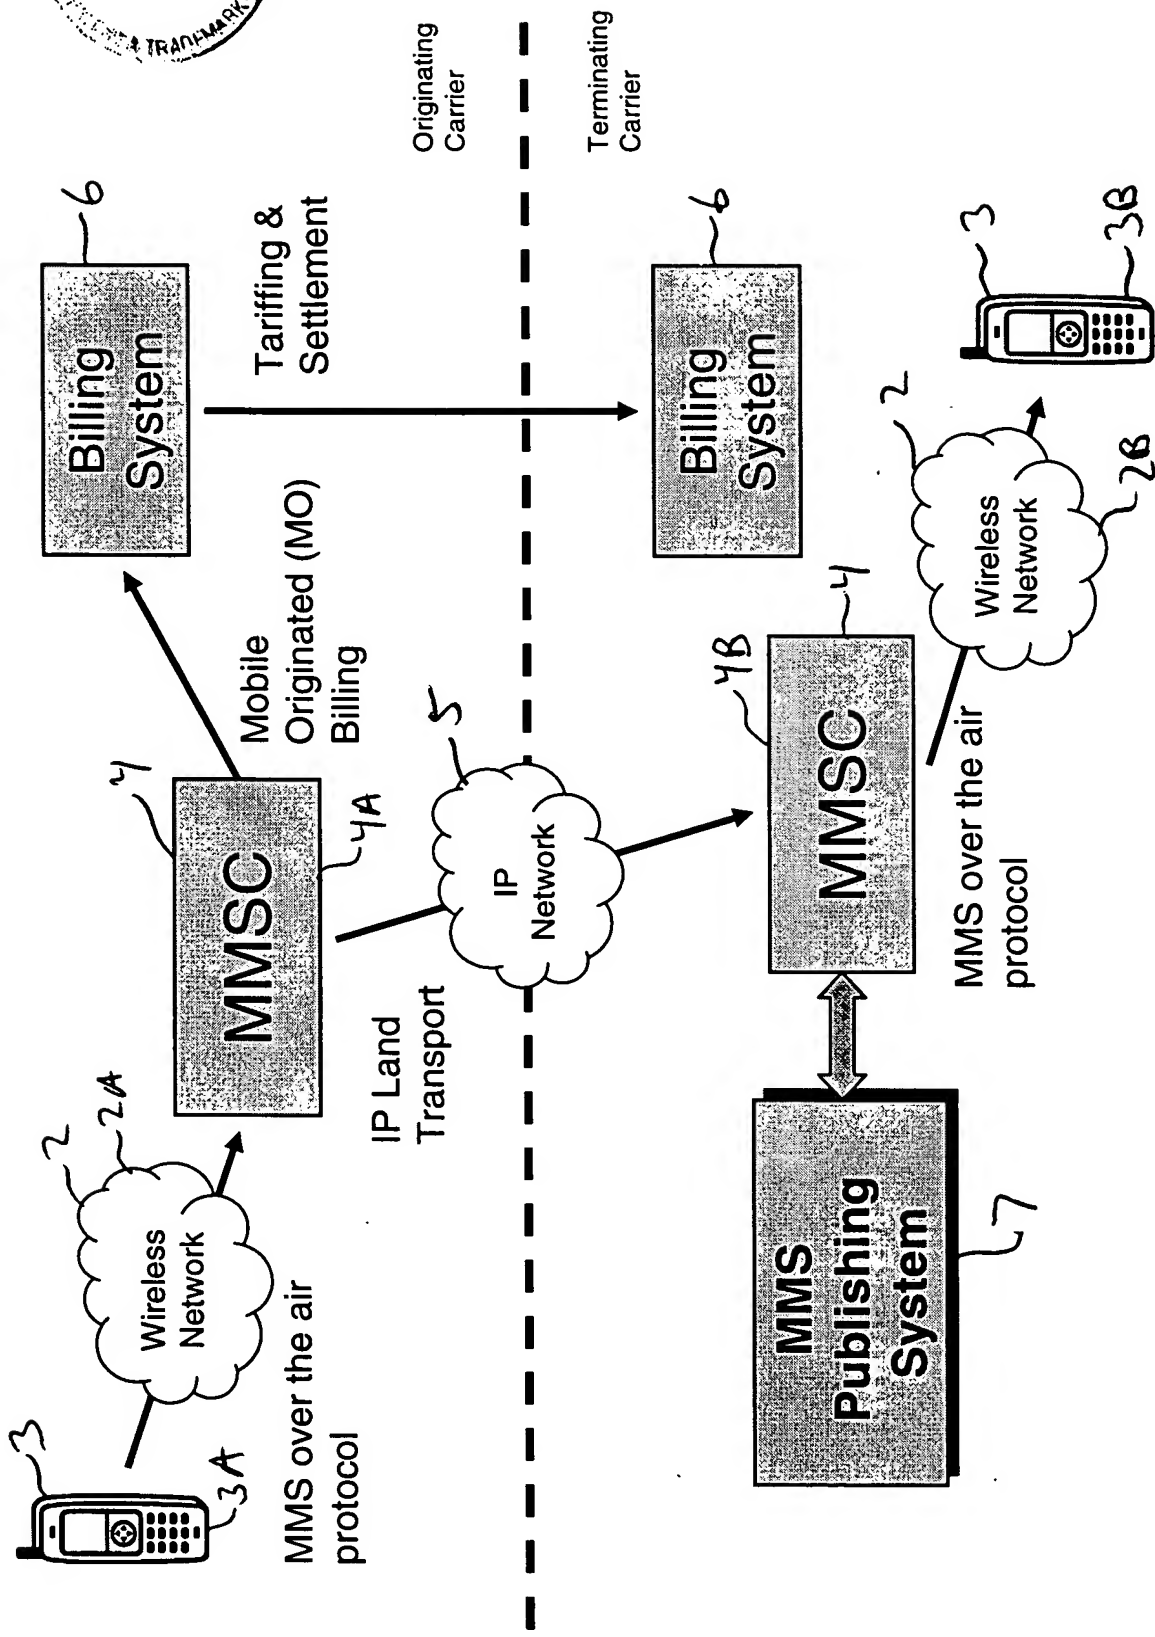 3
3A
MMS over the air
protocol
2
2A
Wireless
Network
4
MMSC
4A
IP Land
Transport
Mobile
Originated (MO)
Billing
6
Billing
System
Tariffing &
Settlement
Originating
Carrier
5
IP
Network
Terminating
Carrier
MMS
Publishing
System
7
4B
4
MMSC
MMS over the air
protocol
Billing
System
6
2
Wireless
Network
2B
3
3B
TRADEMARK